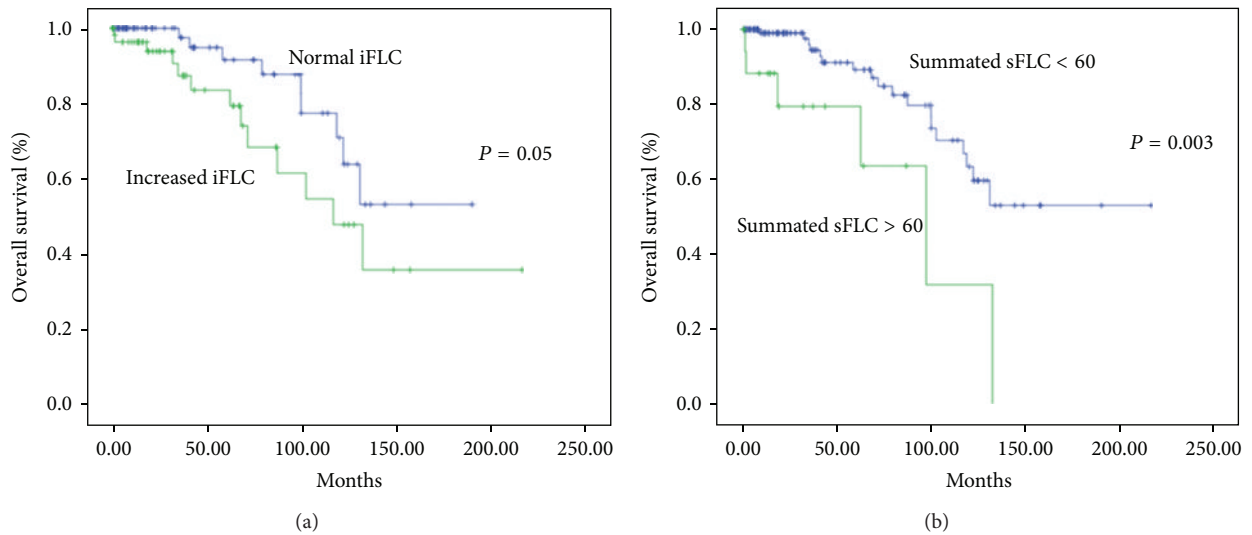 1.0
0.8
0.6
0.4
0.2
0.0
Overall survival (%)
Normal iFLC
P = 0.05
Increased iFLC
0.00 50.00 100.00 150.00 200.00 250.00
Months
(a)
1.0
0.8
0.6
0.4
0.2
0.0
Overall survival (%)
Summated sFLC < 60
P = 0.003
Summated sFLC > 60
0.00 50.00 100.00 150.00 200.00 250.00
Months
(b)